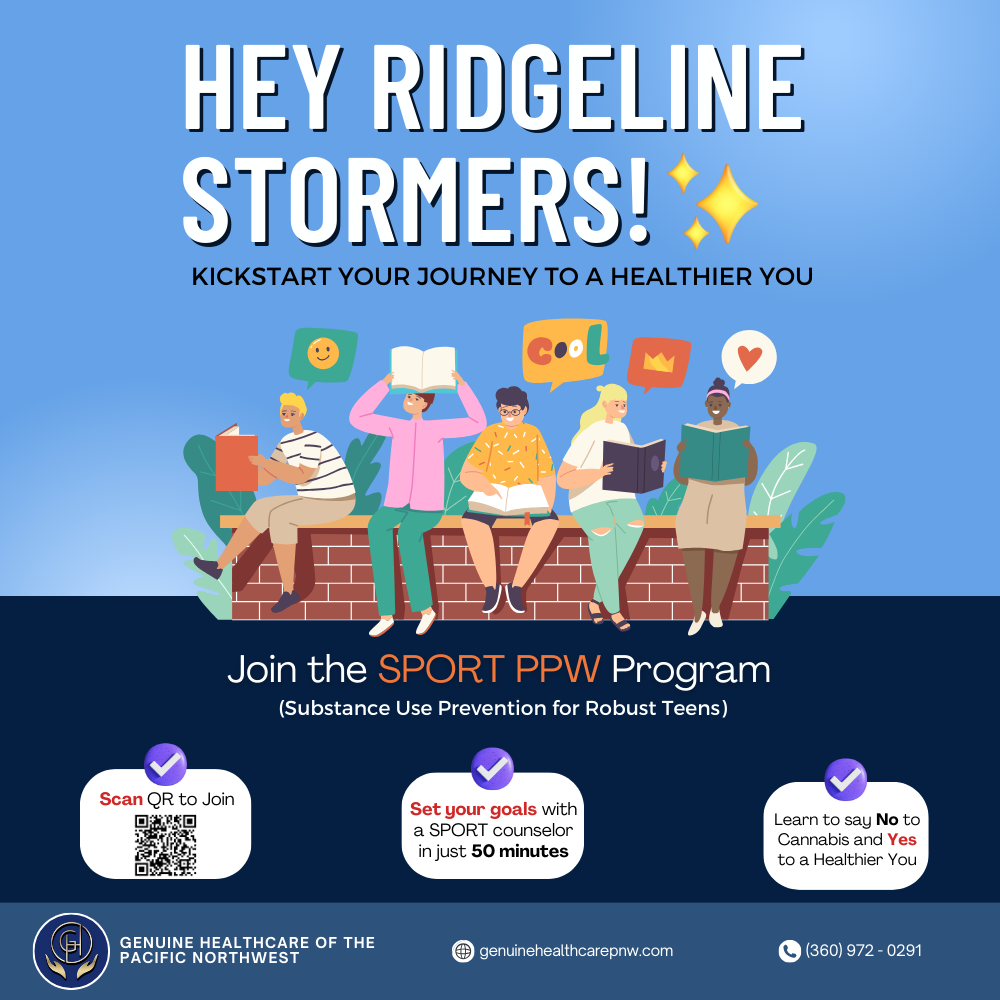 HEY RIDGELINE
STORMERS!
KICKSTART YOUR JOURNEY TO A HEALTHIER YOU
COOL
Join the SPORT PPW Program
(Substance Use Prevention for Robust Teens)
Scan QR to Join
Set your goals with
a SPORT counselor
in just 50 minutes
Learn to say No to
Cannabis and Yes
to a Healthier You
GH
GENUINE HEALTHCARE OF THE
PACIFIC NORTHWEST
genuinehealthcarepnw.com
(360) 972 - 0291